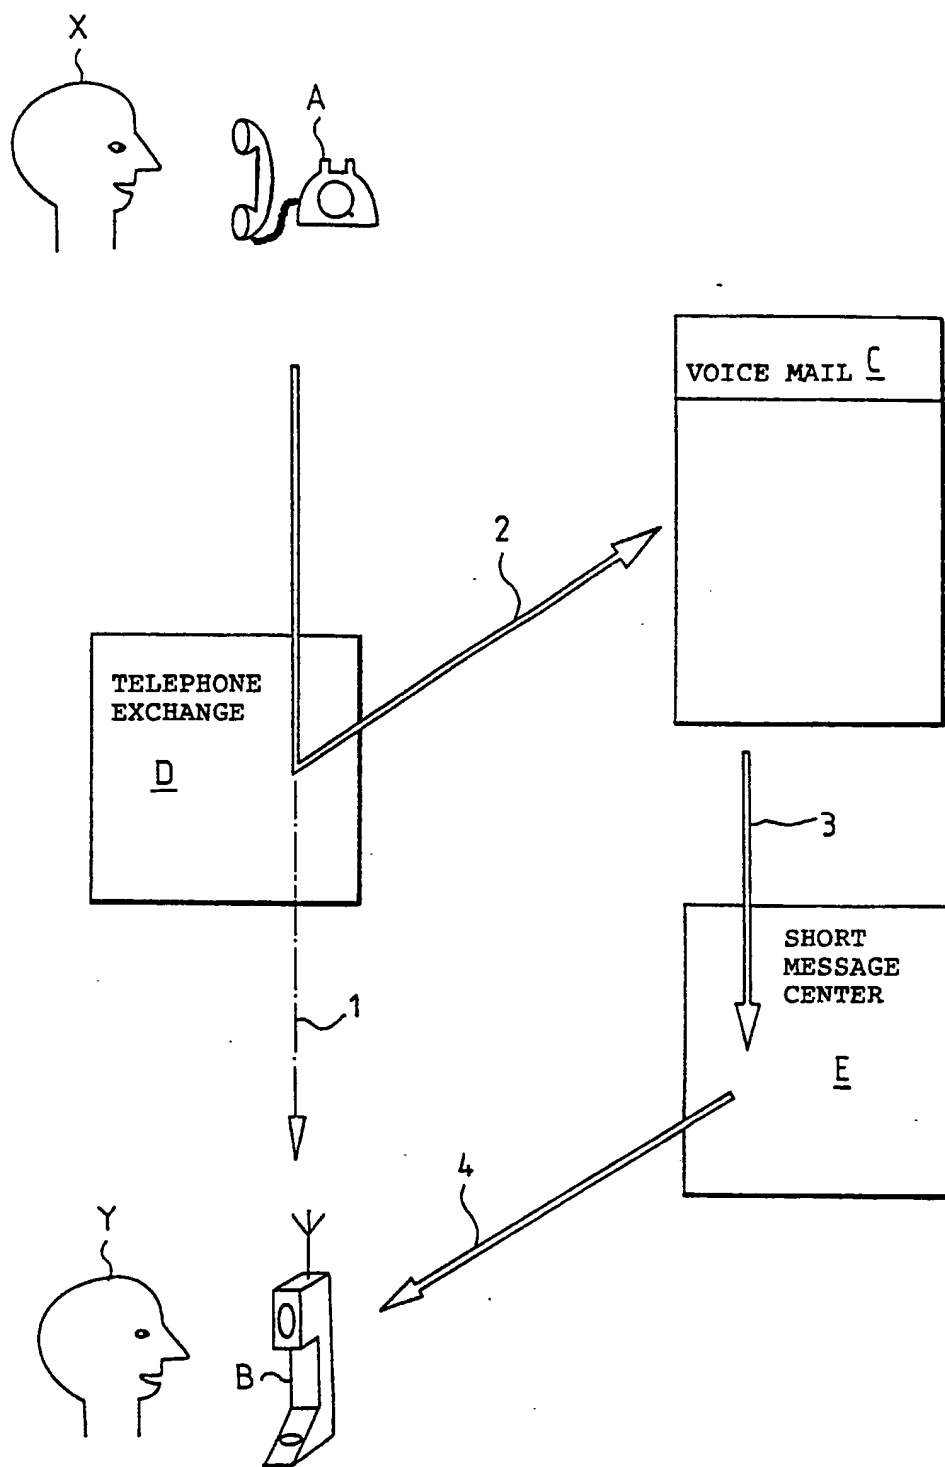 X
A
VOICE MAIL C
2
TELEPHONE
EXCHANGE
D
3
SHORT
MESSAGE
CENTER
E
1
4
Y
B